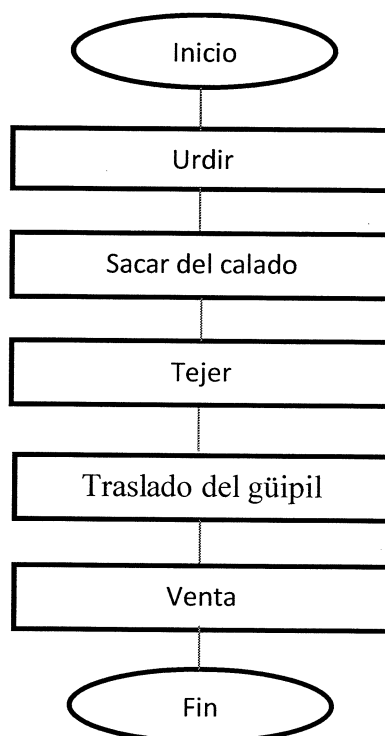 Inicio
Urdir
Sacar del calado
Tejer
Traslado del güipil
Venta
Fin